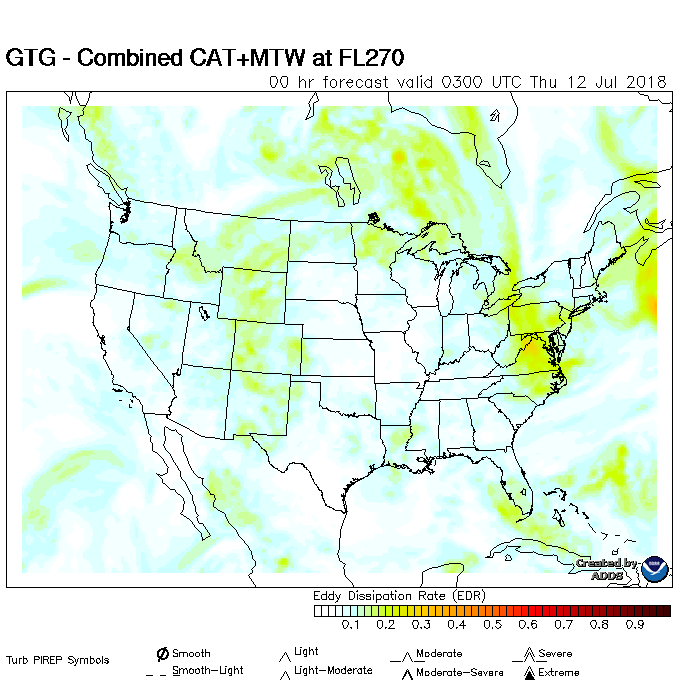 GTG - Combined CAT+MTW at FL270
00 hr forecast valid 0300 UTC Thu 12 Jul 2018
Created by
ADDS
Eddy Dissipation Rate (EDR)
0.1 0.2 0.3 0.4 0.5 0.6 0.7 0.8 0.9
Turb PIREP Symbols
Smooth
Smooth-Light
Light
Light-Moderate
Moderate
Moderate-Severe
Severe
Extreme